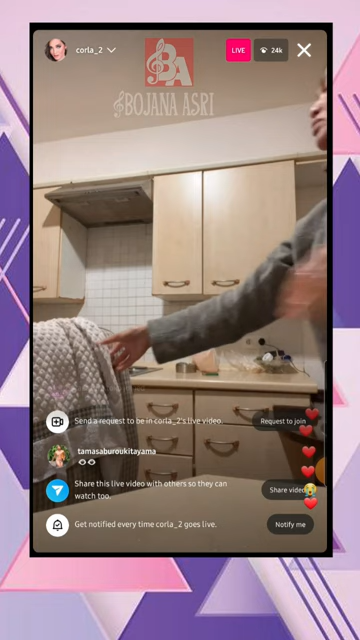 corla_2
LIVE
24k
BA
BOJANA ASRI
Send a request to be in corla_2's live video.
Request to join
tamasaburoukitayama
Share this live video with others so they can
watch too.
Share video
Get notified every time corla_2 goes live.
Notify me